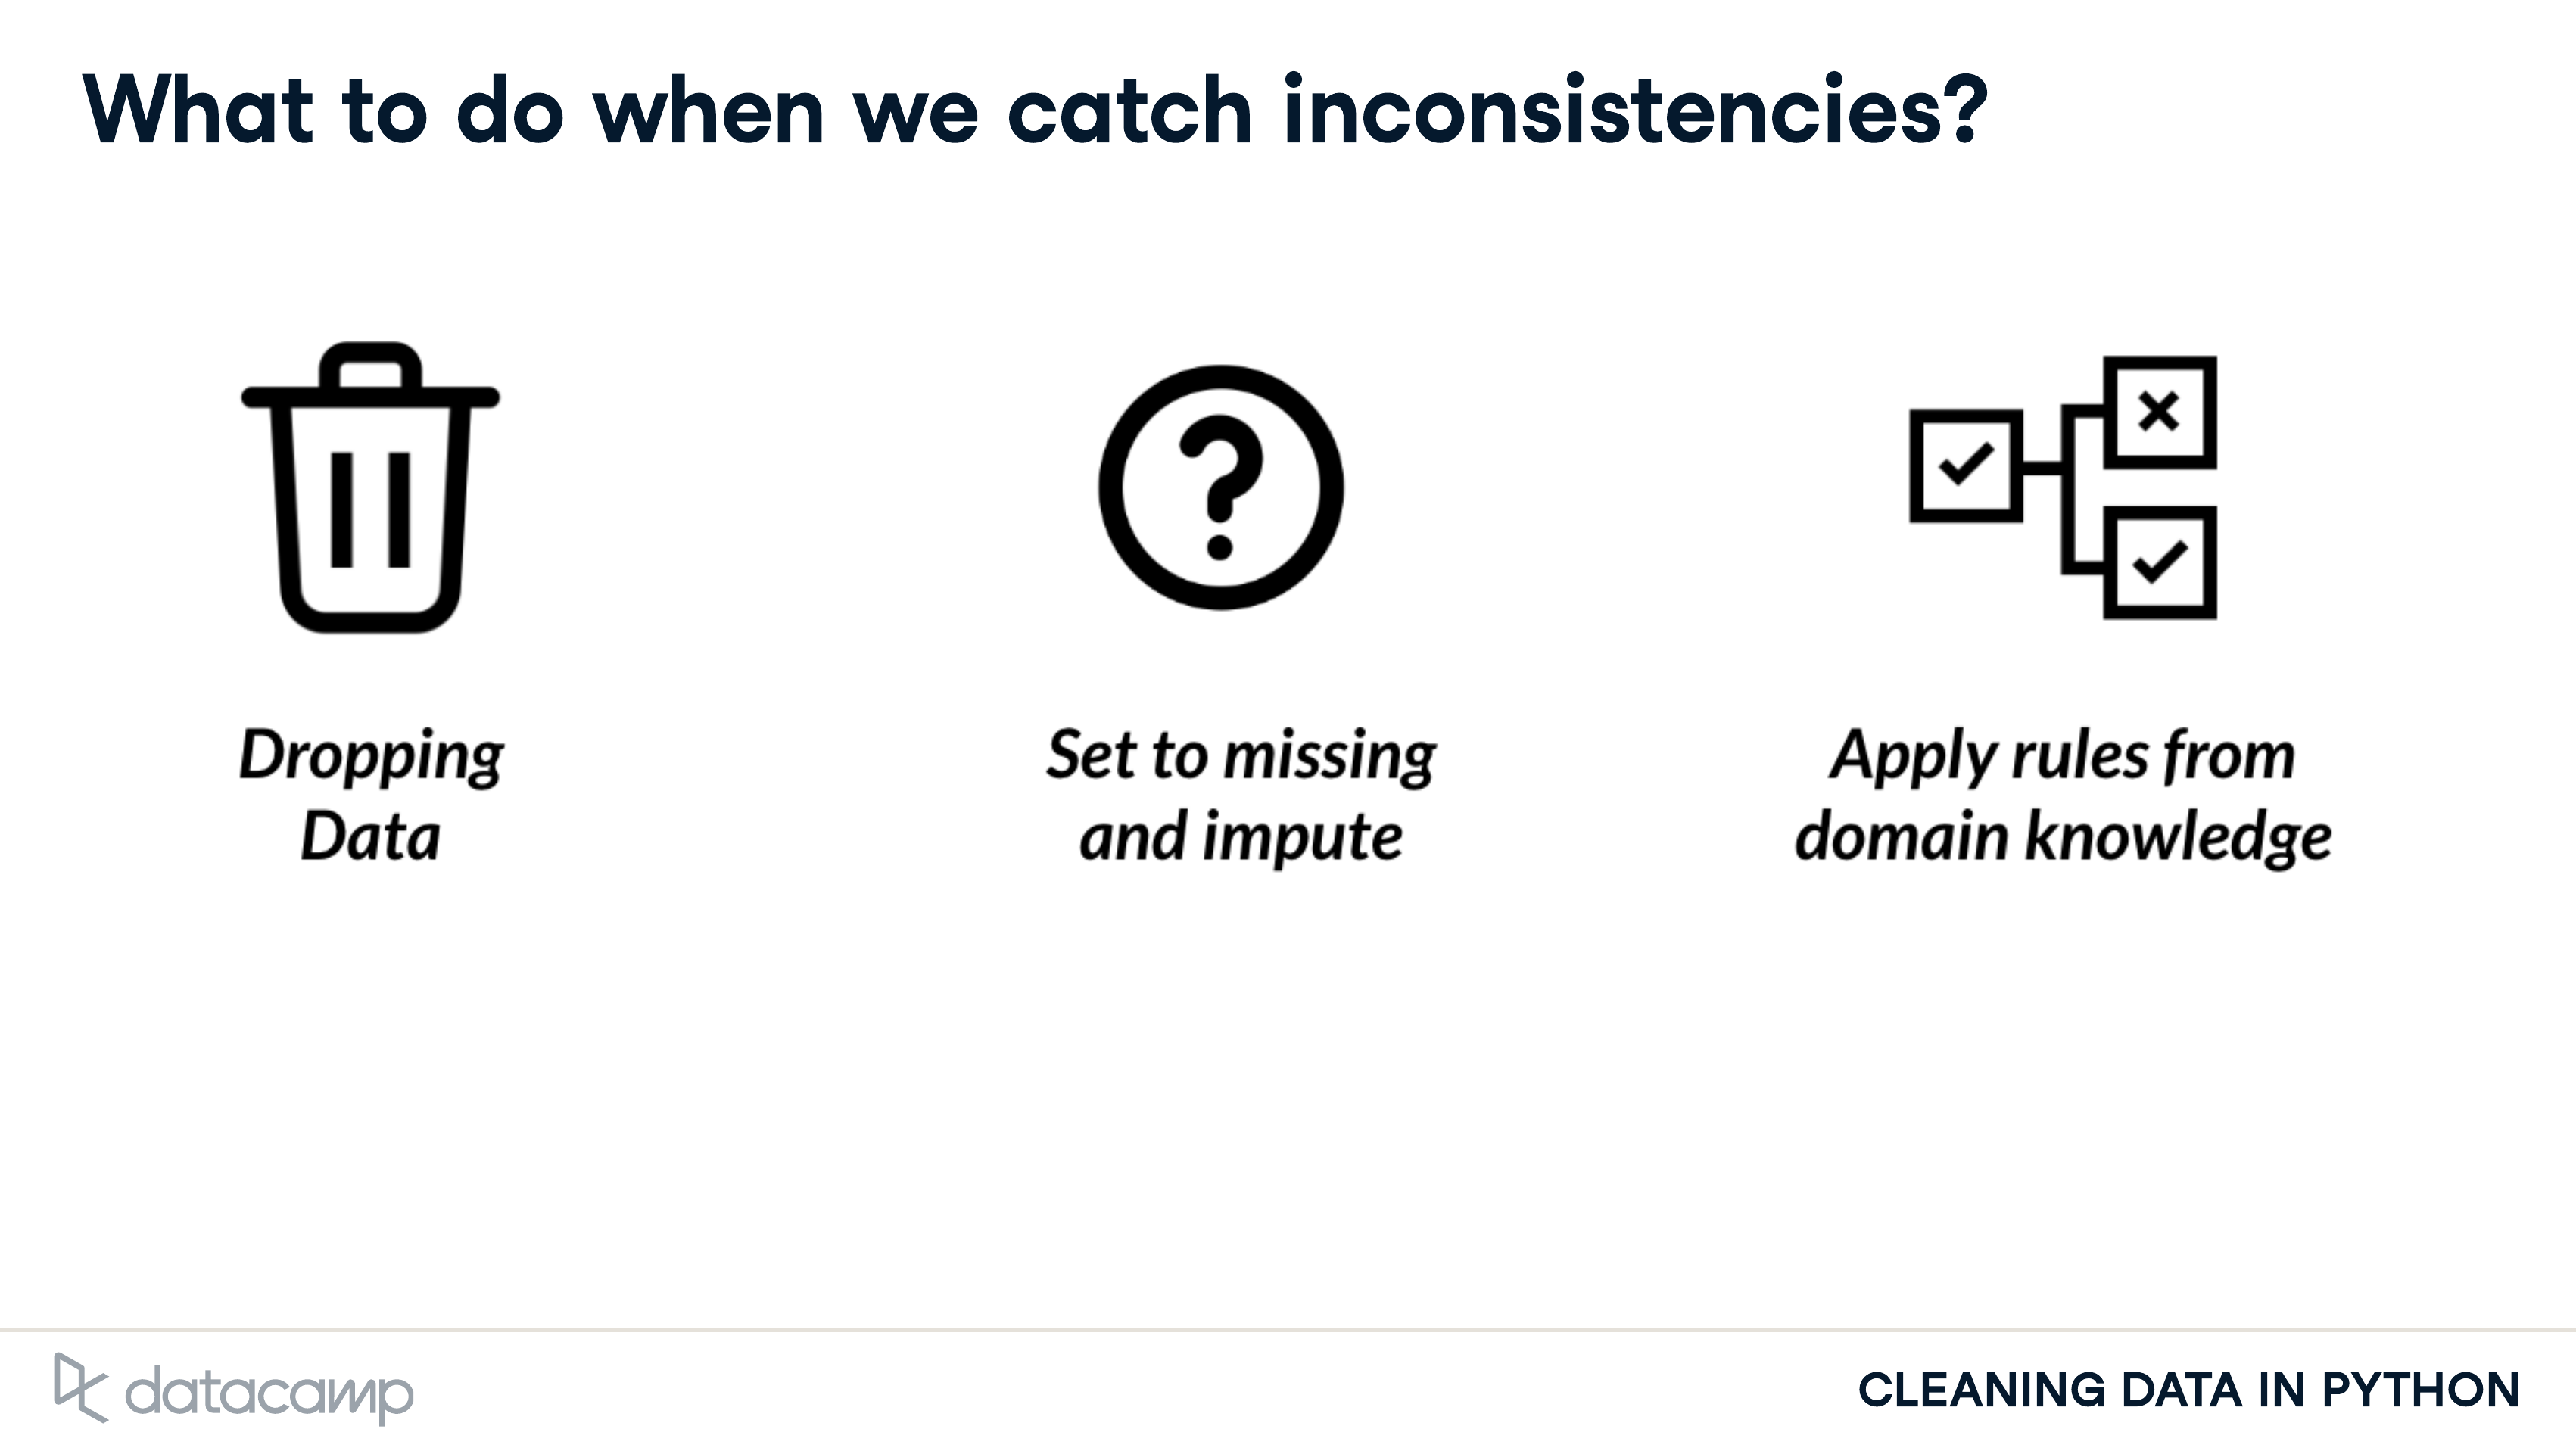 What to do when we catch inconsistencies?
Dropping
Data
Set to missing
and impute
Apply rules from
domain knowledge
datacamp
CLEANING DATA IN PYTHON